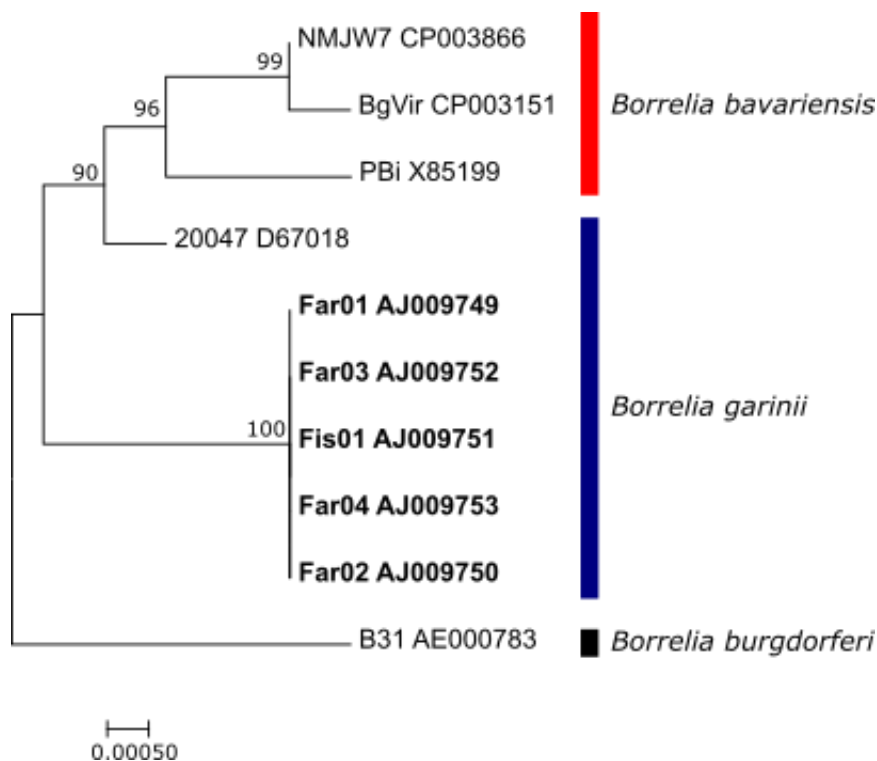 NMJW7 CP003866
99
BgVir CP003151
Borrelia bavariensis
96
PBi X85199
90
20047 D67018
Far01 AJ009749
Far03 AJ009752
Borrelia garinii
100
Fis01 AJ009751
Far04 AJ009753
Far02 AJ009750
B31 AE000783
Borrelia burgdorferi
0.00050